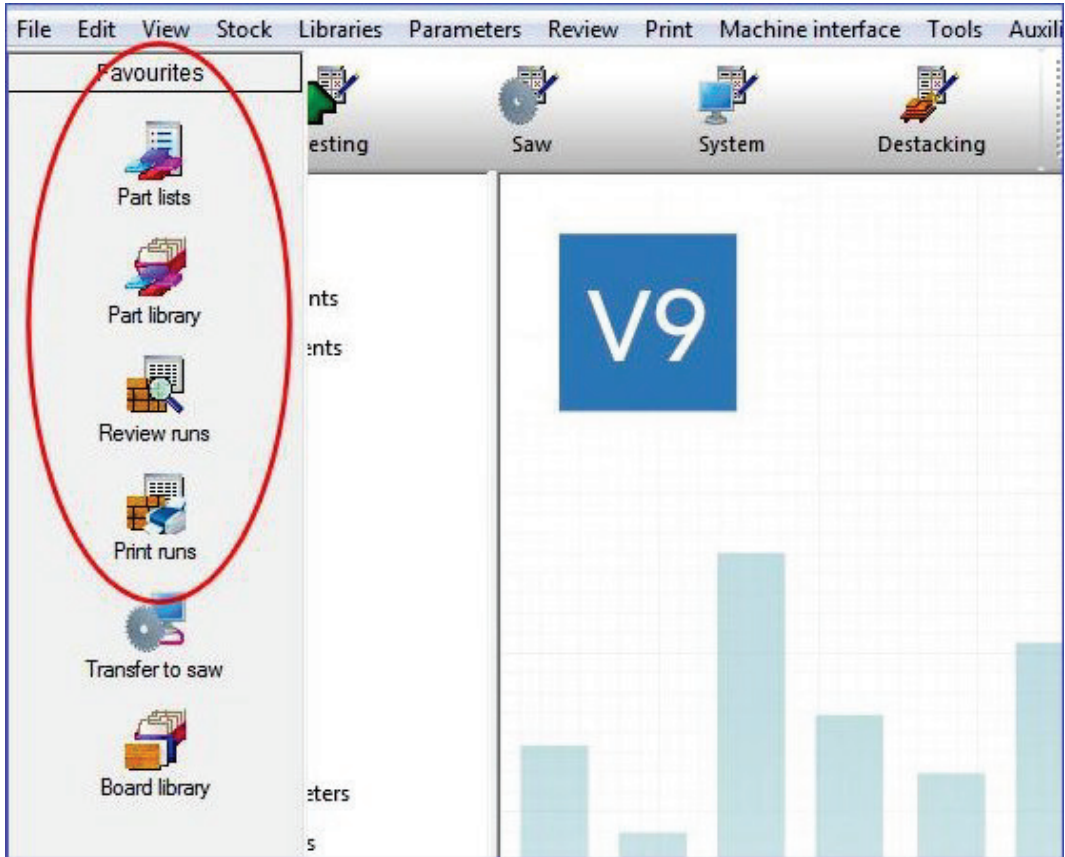 File Edit View Stock Libraries Parameters Review Print Machine interface Tools Auxili
Favourites
esting Saw System Destacking
Part lists
Part library
Review runs
Print runs
Transfer to saw
Board library
nts
ents
eters
s
V9